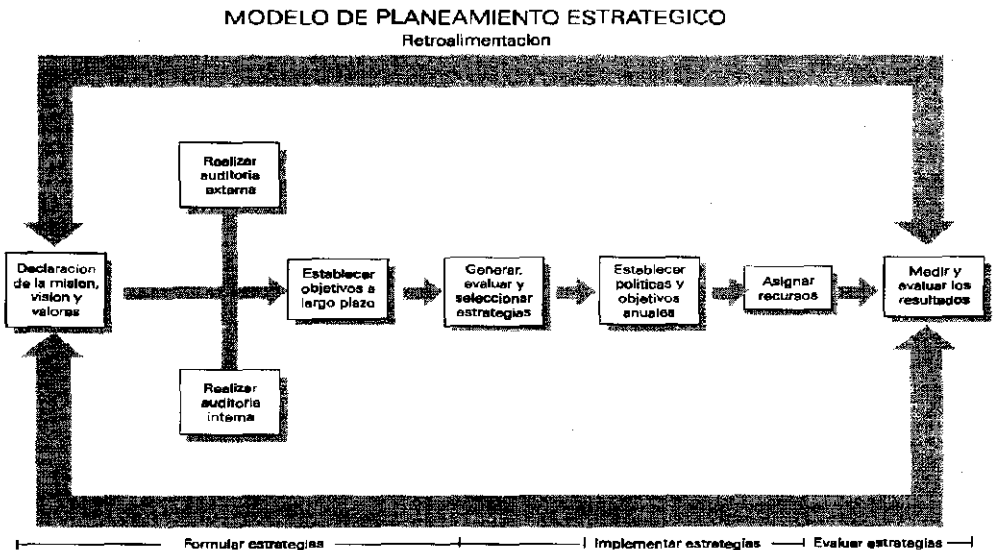 MODELO DE PLANEAMIENTO ESTRATEGICO
Retroalimentacion
Realizar
auditoria
externa
Declaracion
de la mision,
vision y
valores
Establecer
objetivos a
largo plazo
Generar,
evaluar y
seleccionar
estrategias
Establecer
politicas y
objetivos
anuales
Asignar
recursos
Medir y
evaluar los
resultados
Realizar
auditoria
interna
Formular estrategias
Implementar estrategias
Evaluar estrategias